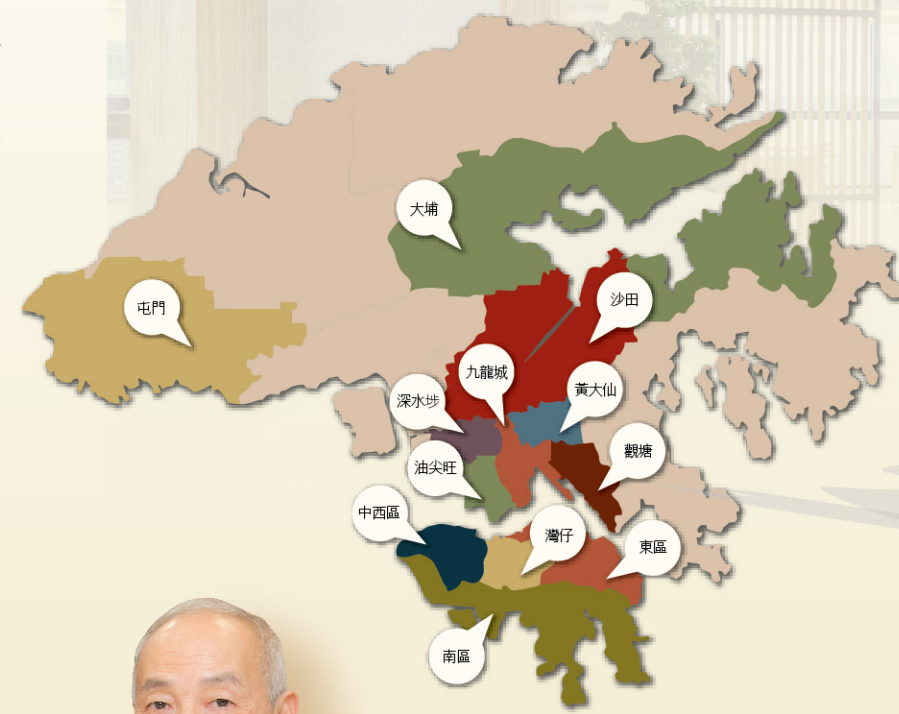 大埔
屯門
沙田
九龍城
黃大仙
深水埗
觀塘
油尖旺
中西區
灣仔
東區
南區